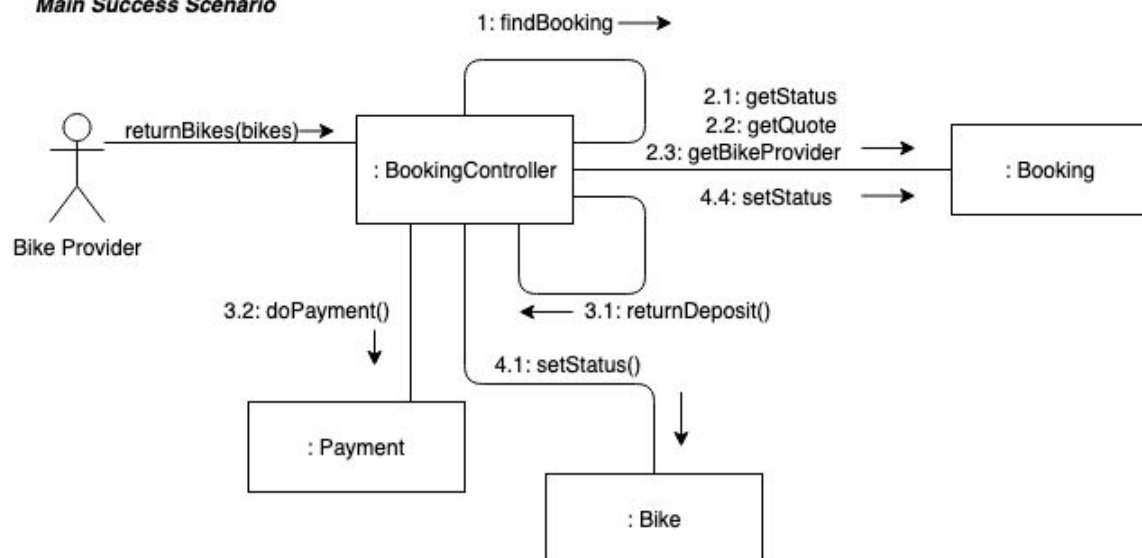 Main Success Scenario
1: findBooking
2.1: getStatus
2.2: getQuote
2.3: getBikeProvider
returnBikes(bikes)
: BookingController
: Booking
4.4: setStatus
Bike Provider
3.2: doPayment()
3.1: returnDeposit()
4.1: setStatus()
: Payment
: Bike